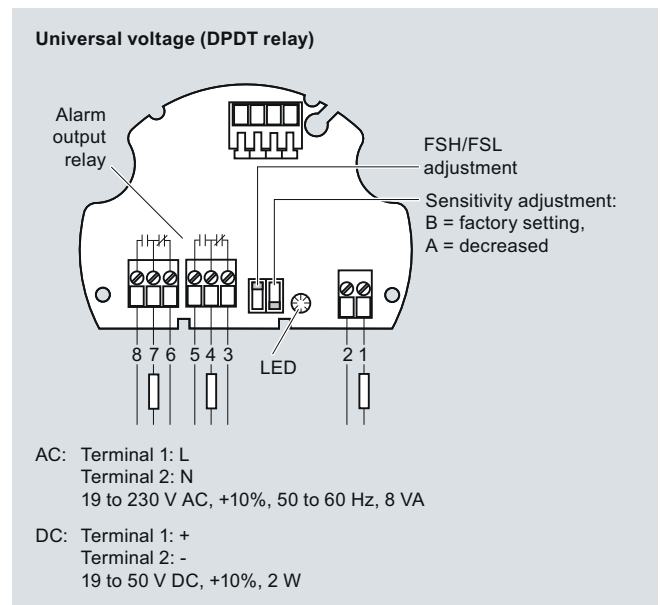 Universal voltage (DPDT relay)
Alarm
output
relay
FSH/FSL
adjustment
Sensitivity adjustment:
B = factory setting,
A = decreased
8 7 6 5 4 3
LED
2 1
AC: Terminal 1: L
Terminal 2: N
19 to 230 V AC, +10%, 50 to 60 Hz, 8 VA
DC: Terminal 1: +
Terminal 2: -
19 to 50 V DC, +10%, 2 W